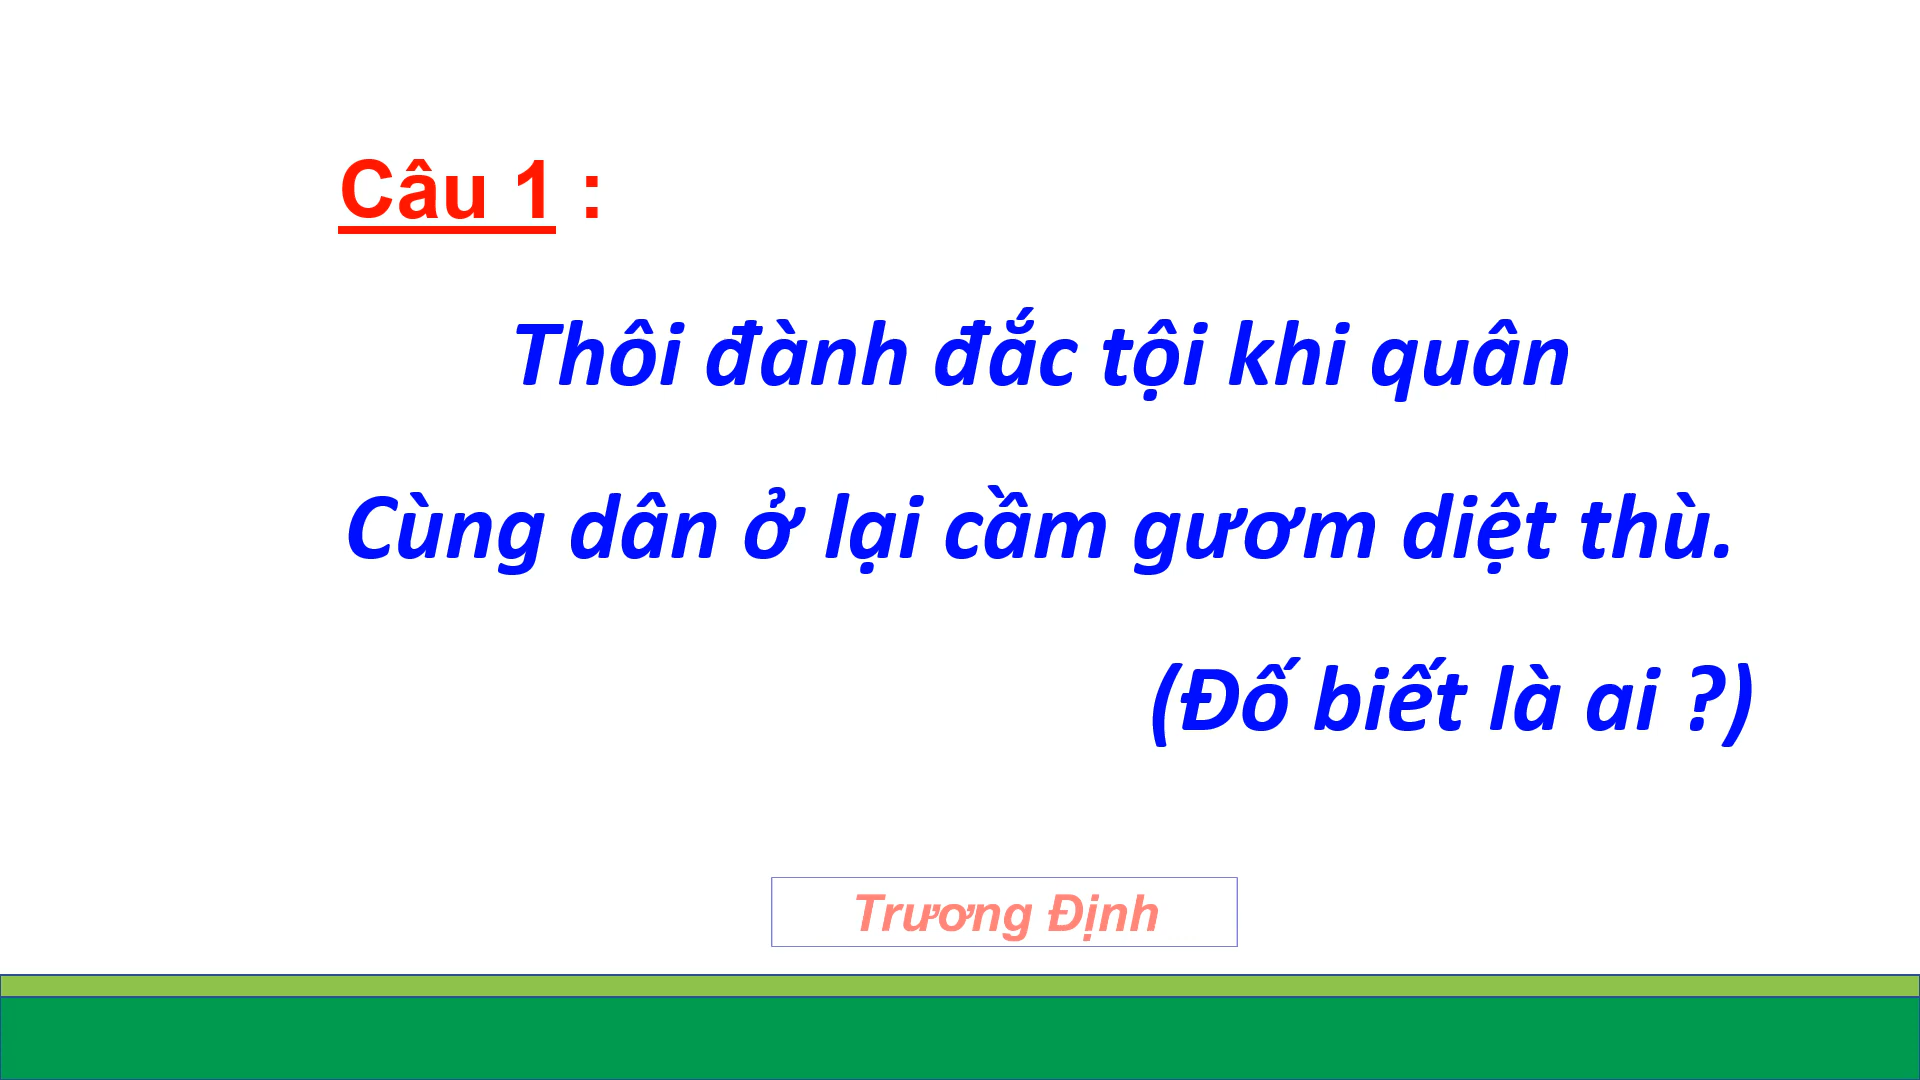 Câu 1 :
Thôi đành đắc tội khi quân
Cùng dân ở lại cầm gươm diệt thù.
(Đố biết là ai ?)
Trương Định